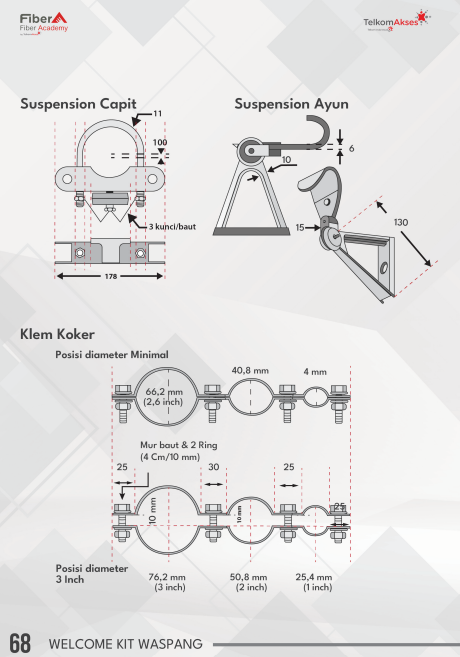 FiberA
Fiber Academy
TelkomAkses
Suspension Capit
Suspension Ayun
11
100
3 kunci/baut
178
6
10
15
130
Klem Koker
Posisi diameter Minimal
66,2 mm
(2,6 inch)
40,8 mm
4 mm
Mur baut & 2 Ring
(4 Cm/10 mm)
25
30
25
25
10 mm
10 mm
Posisi diameter
3 Inch
76,2 mm
(3 inch)
50,8 mm
(2 inch)
25,4 mm
(1 inch)
68 WELCOME KIT WASPANG